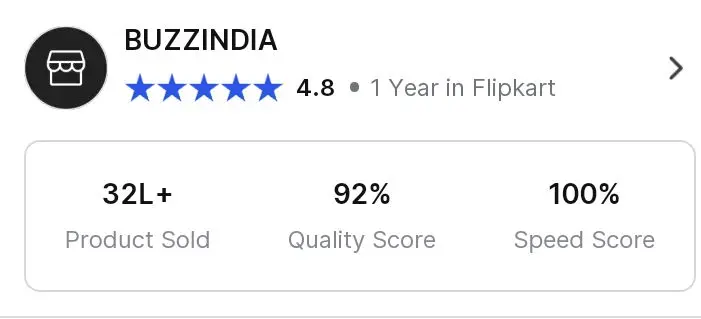 BUZZINDIA
4.8 • 1 Year in Flipkart
32L+ 92% 100%
Product Sold Quality Score Speed Score